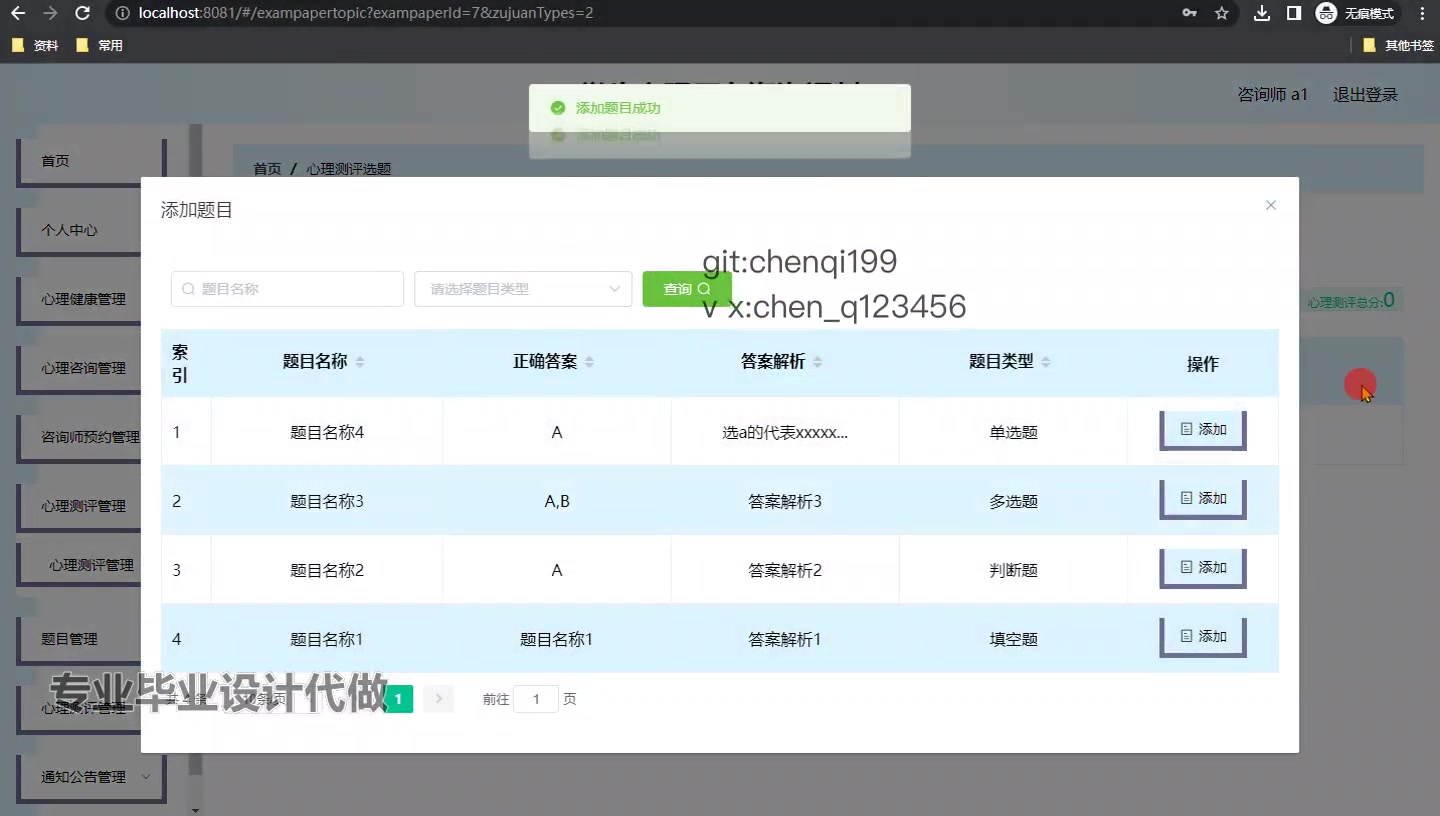 localhost:8081/#/exampapertopic?exampaperId=7&zujuanTypes=2
无痕模式
资料
常用
其他书签
咨询师 a1
退出登录
添加题目成功
添加题目成功
首页
首页 / 心理测评选题
添加题目
个人中心
git:chenqi199
题目名称
请选择题目类型
查询
v x:chen_q123456
心理健康管理
心理测评总分:0
索引
题目名称
正确答案
答案解析
题目类型
操作
心理咨询管理
1
题目名称4
A
选a的代表xxxxx...
单选题
添加
咨询师预约管理
2
题目名称3
A,B
答案解析3
多选题
添加
心理测评管理
3
题目名称2
A
答案解析2
判断题
添加
心理测评管理
4
题目名称1
题目名称1
答案解析1
填空题
添加
题目管理
专业毕业设计代做
共 4 条
10条/页
1
前往
1
页
心理测评管理
通知公告管理